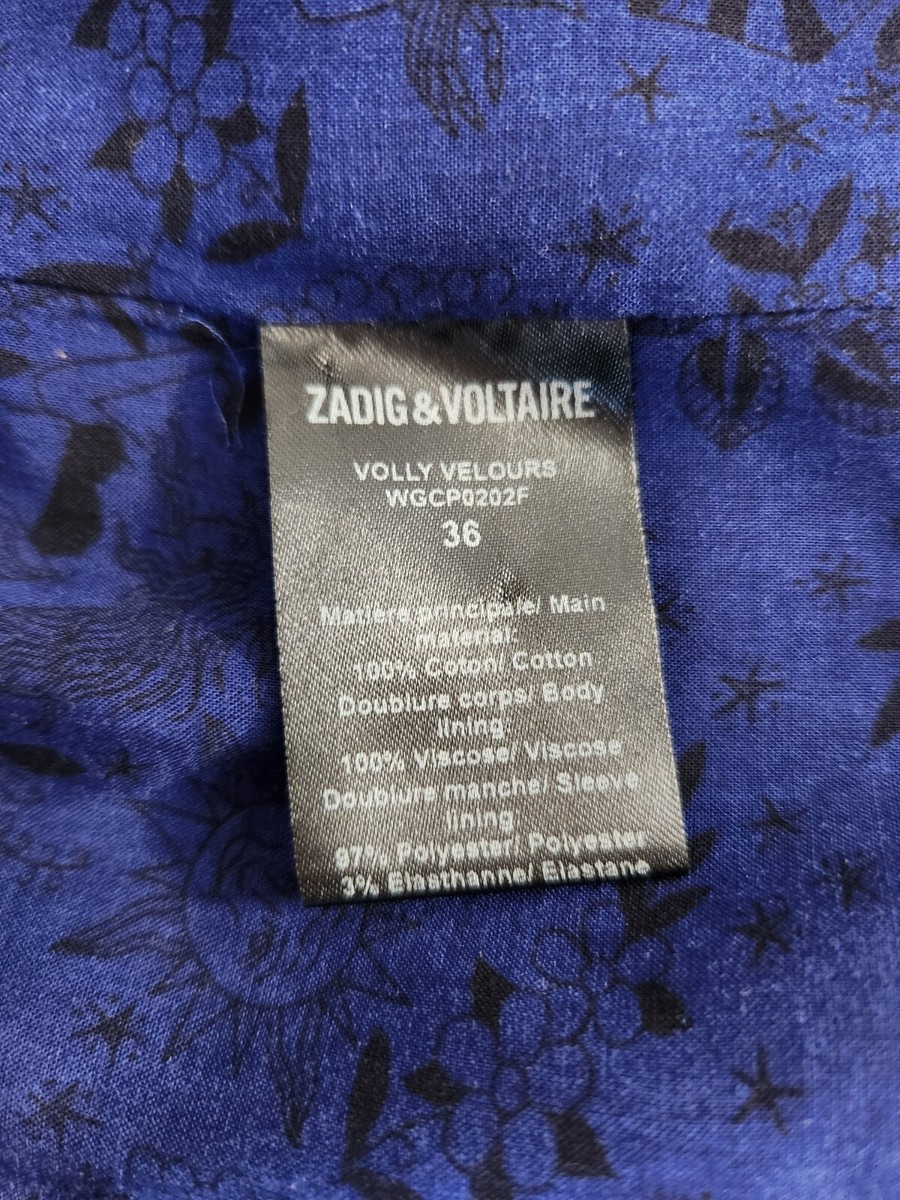 ZADIG&VOLTAIRE
VOLLY VELOURS
WGCP0202F
36
Matière principale/ Main
material:
100% Coton/ Cotton
Doublure corps/ Body
lining
100% Viscose/ Viscose
Doublure manche/ Sleeve
lining
97% Polyester/ Polyester
3% Elasthanne/ Elastane